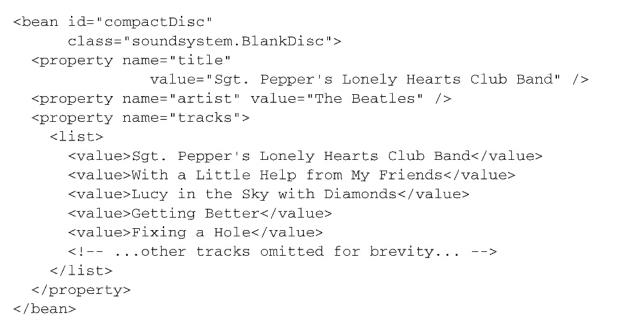 <bean id="compactDisc"
      class="soundsystem.BlankDisc">
  <property name="title"
               value="Sgt. Pepper's Lonely Hearts Club Band" />
  <property name="artist" value="The Beatles" />
  <property name="tracks">
    <list>
      <value>Sgt. Pepper's Lonely Hearts Club Band</value>
      <value>With a Little Help from My Friends</value>
      <value>Lucy in the Sky with Diamonds</value>
      <value>Getting Better</value>
      <value>Fixing a Hole</value>
      <!-- ...other tracks omitted for brevity... -->
    </list>
  </property>
</bean>